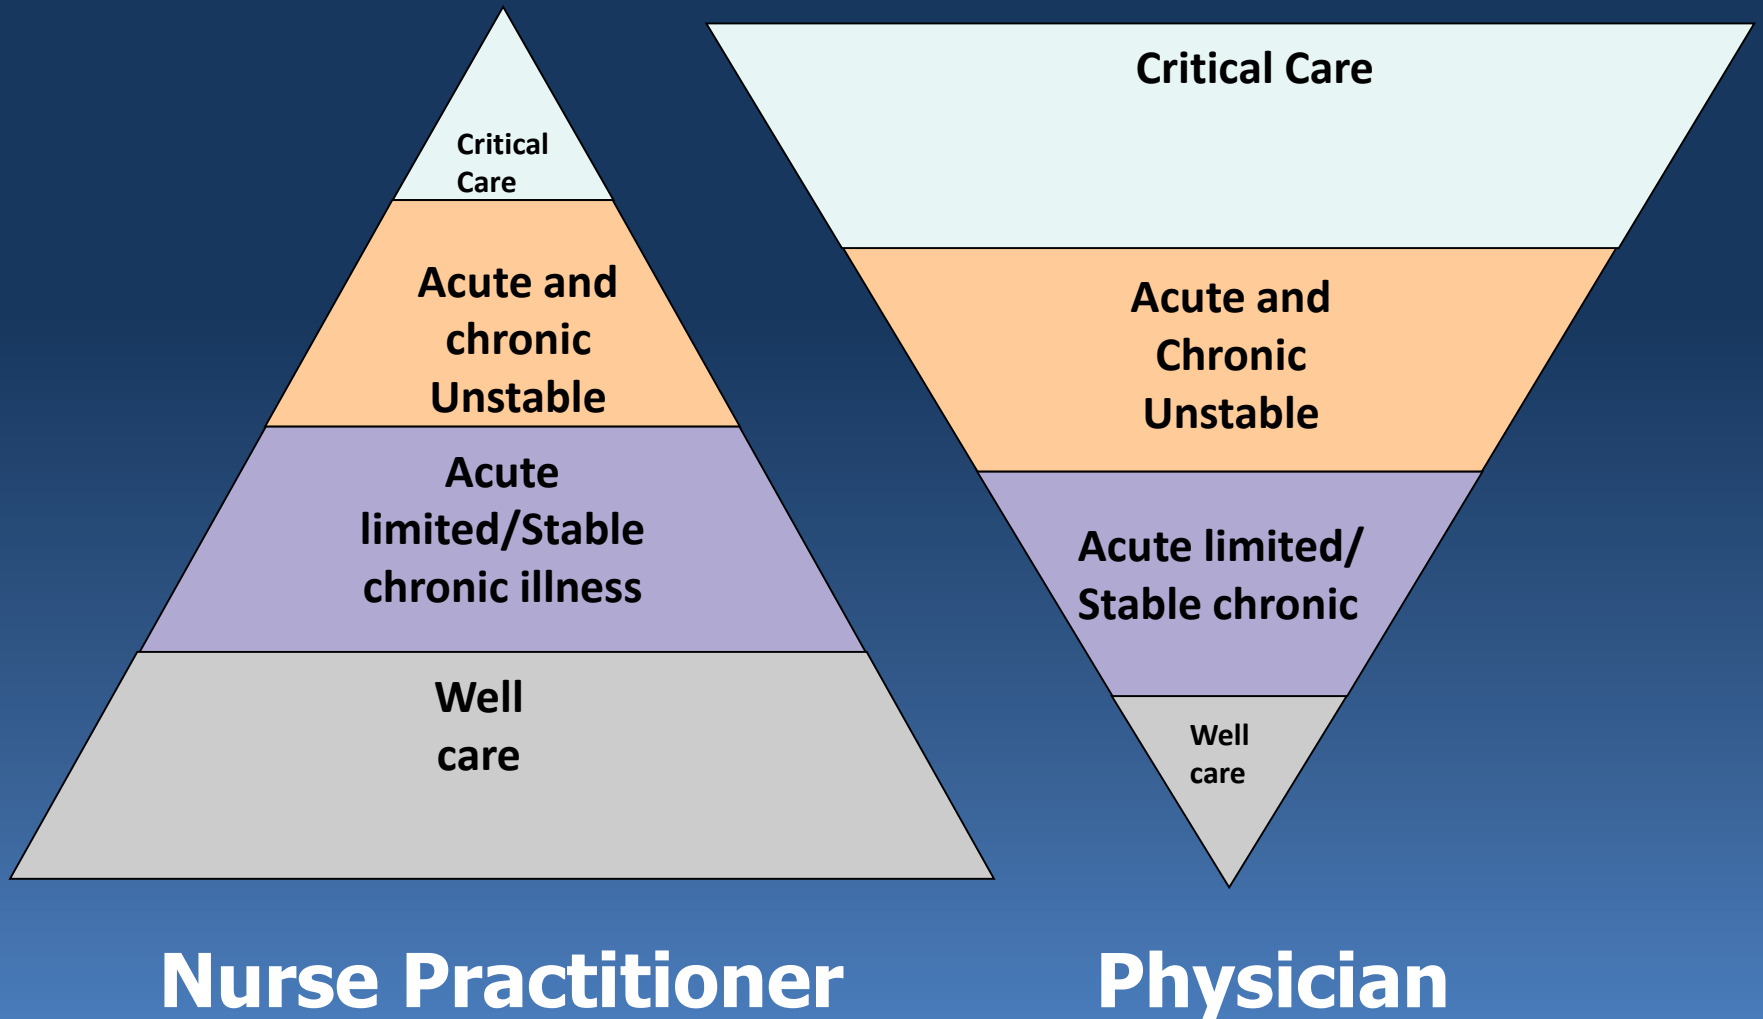 Critical
Care
Acute and
chronic
Unstable
Acute
limited/Stable
chronic illness
Well
care
Nurse Practitioner
Critical Care
Acute and
Chronic
Unstable
Acute limited/
Stable chronic
Well
care
Physician